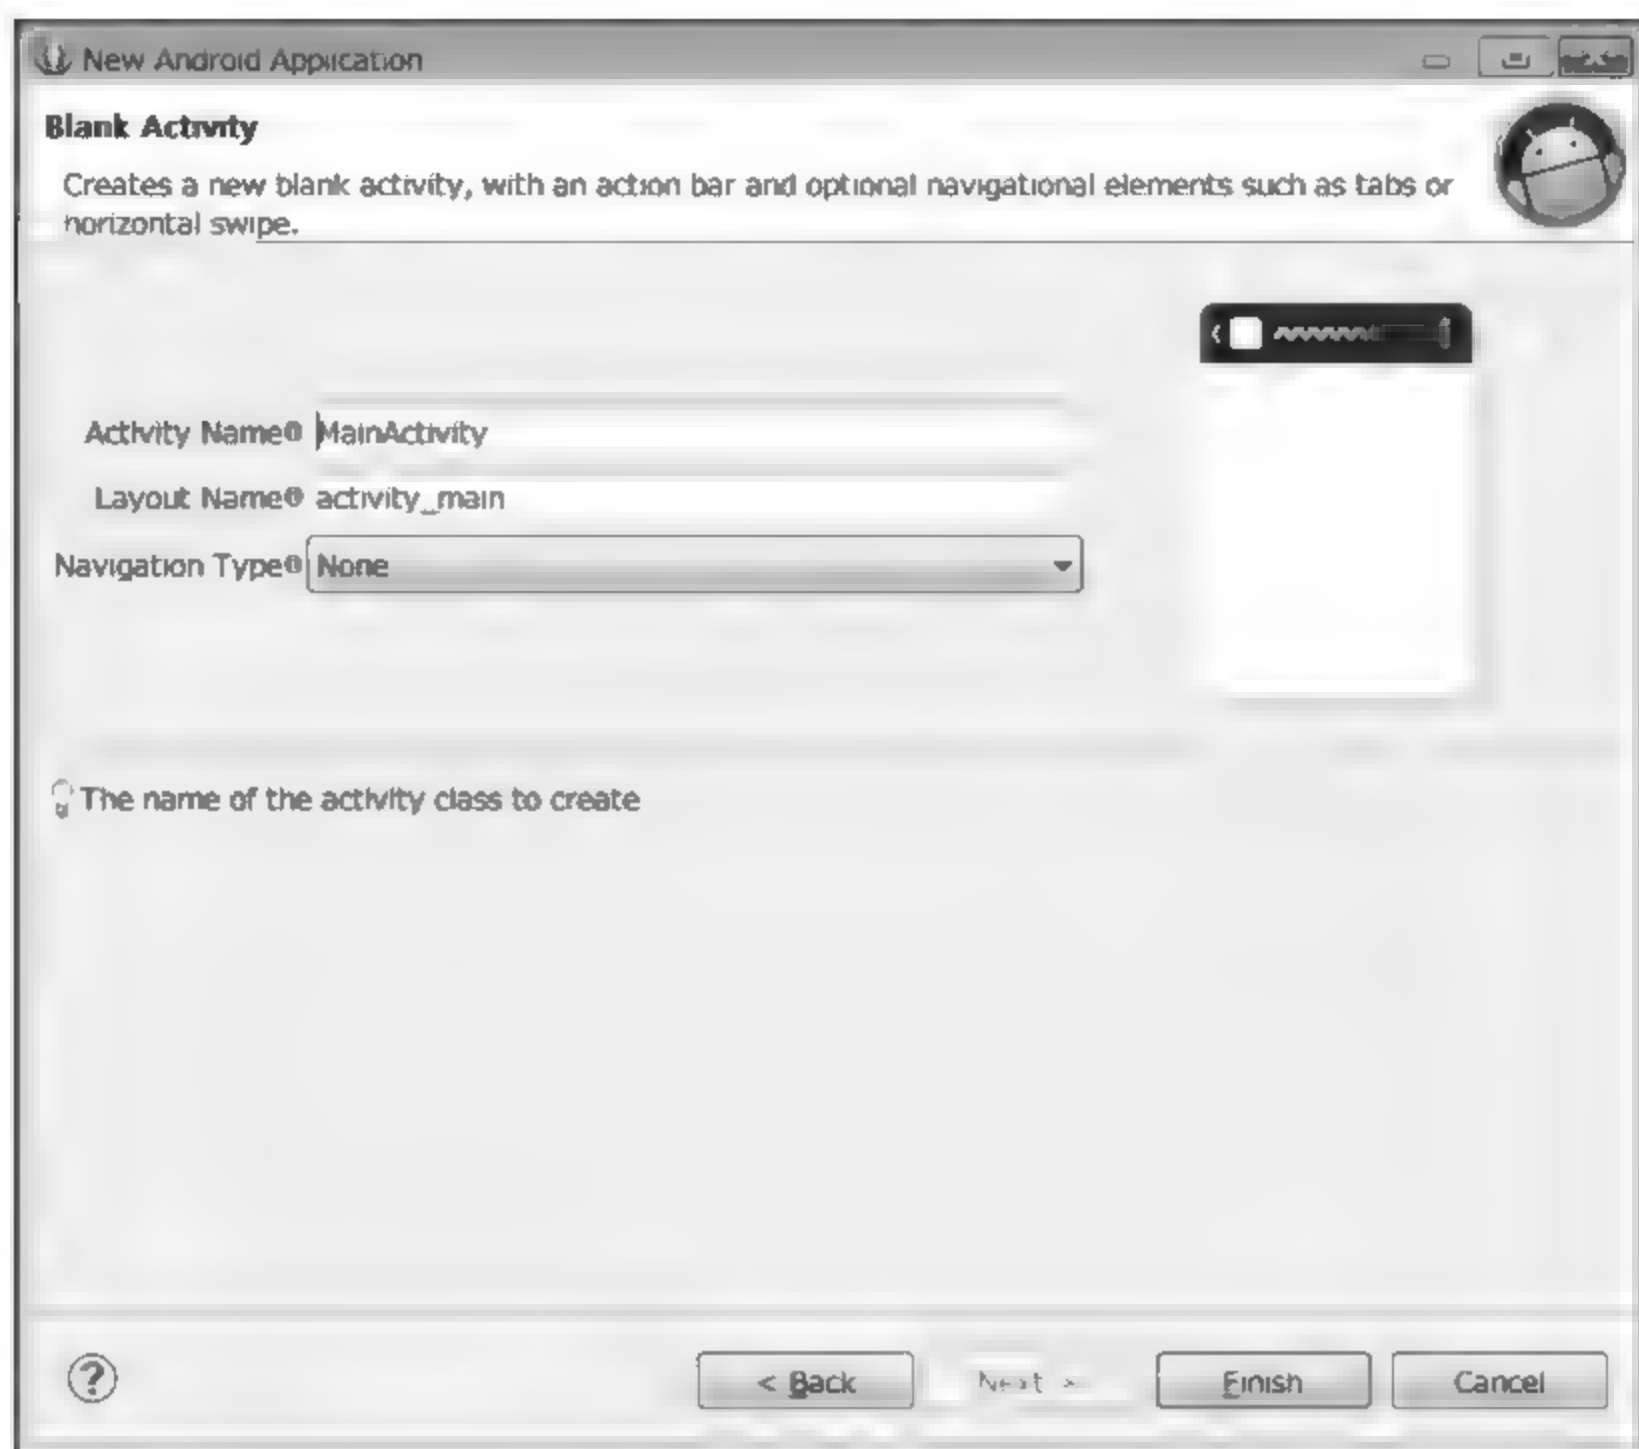 New Android Application
Blank Activity
Creates a new blank activity, with an action bar and optional navigational elements such as tabs or
horizontal swipe.
Activity Name MainActivity
Layout Name activity_main
Navigation Type None
The name of the activity class to create
? < Back Next > Finish Cancel